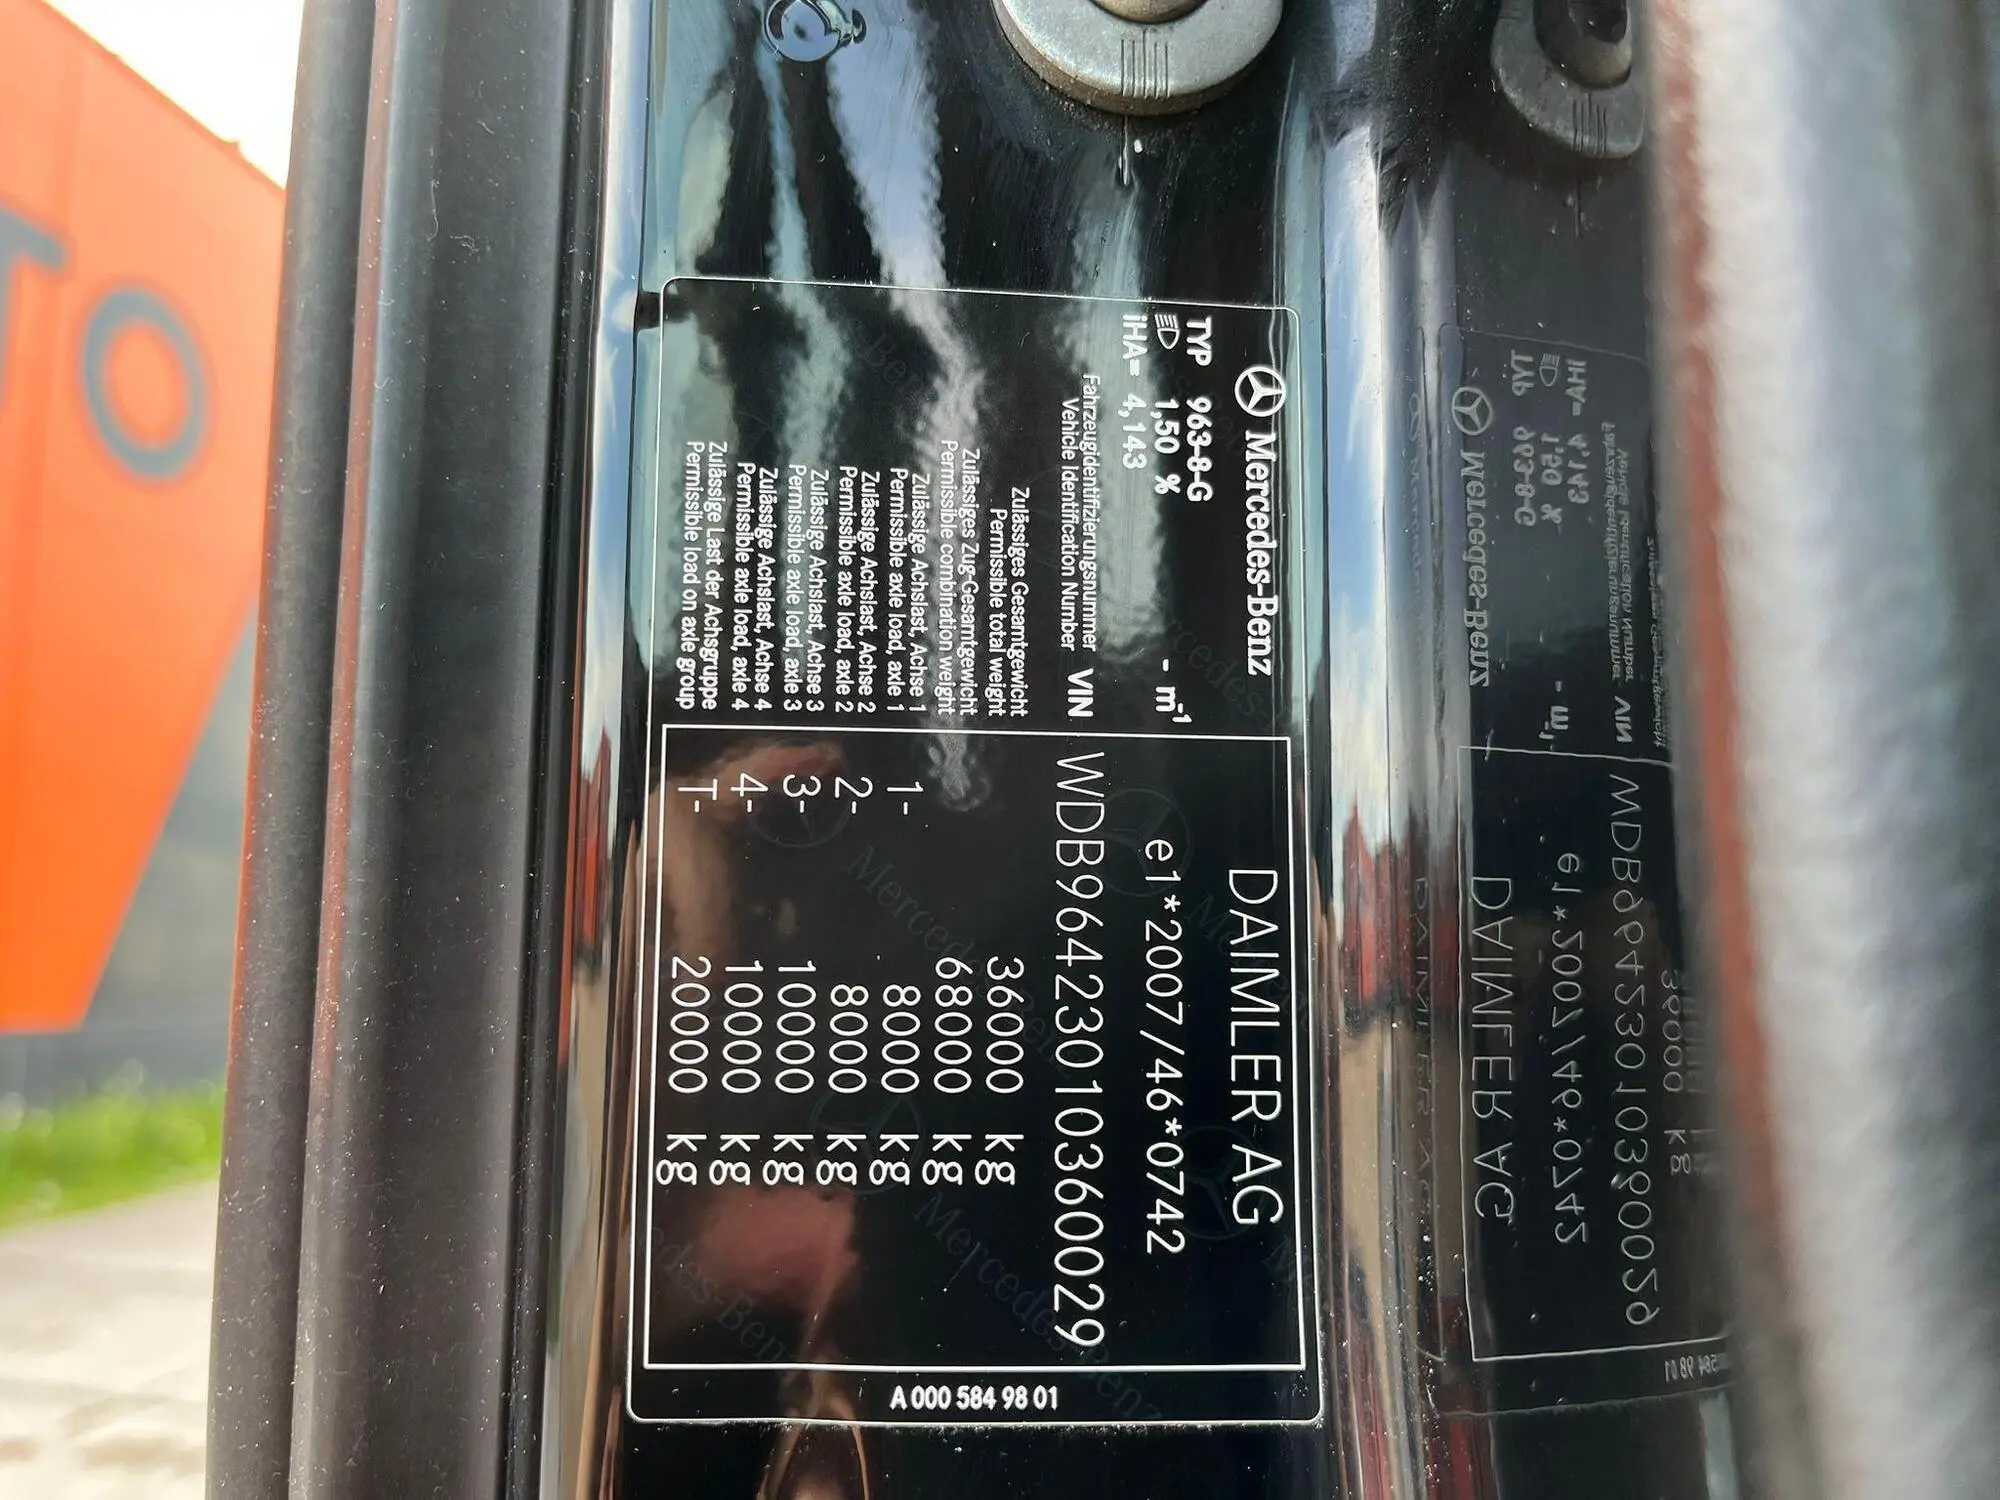 TO
Mercedes-Benz
DAIMLER AG
TYP 963-8-G
1,50 % - m⁻¹ e1*2007/46*0742
iHA= 4,143
Fahrzeugidentifizierungsnummer
Vehicle Identification Number VIN WDB96423010360029
Zulässiges Gesamtgewicht
Permissible total weight 36000 kg
Zulässiges Zug-Gesamtgewicht
Permissible combination weight 68000 kg
Zulässige Achslast, Achse 1
Permissible axle load, axle 1 1- 8000 kg
Zulässige Achslast, Achse 2
Permissible axle load, axle 2 2- 8000 kg
Zulässige Achslast, Achse 3
Permissible axle load, axle 3 3- 10000 kg
Zulässige Achslast, Achse 4
Permissible axle load, axle 4 4- 10000 kg
Zulässige Last der Achsgruppe
Permissible load on axle group T- 20000 kg
A 000 584 98 01